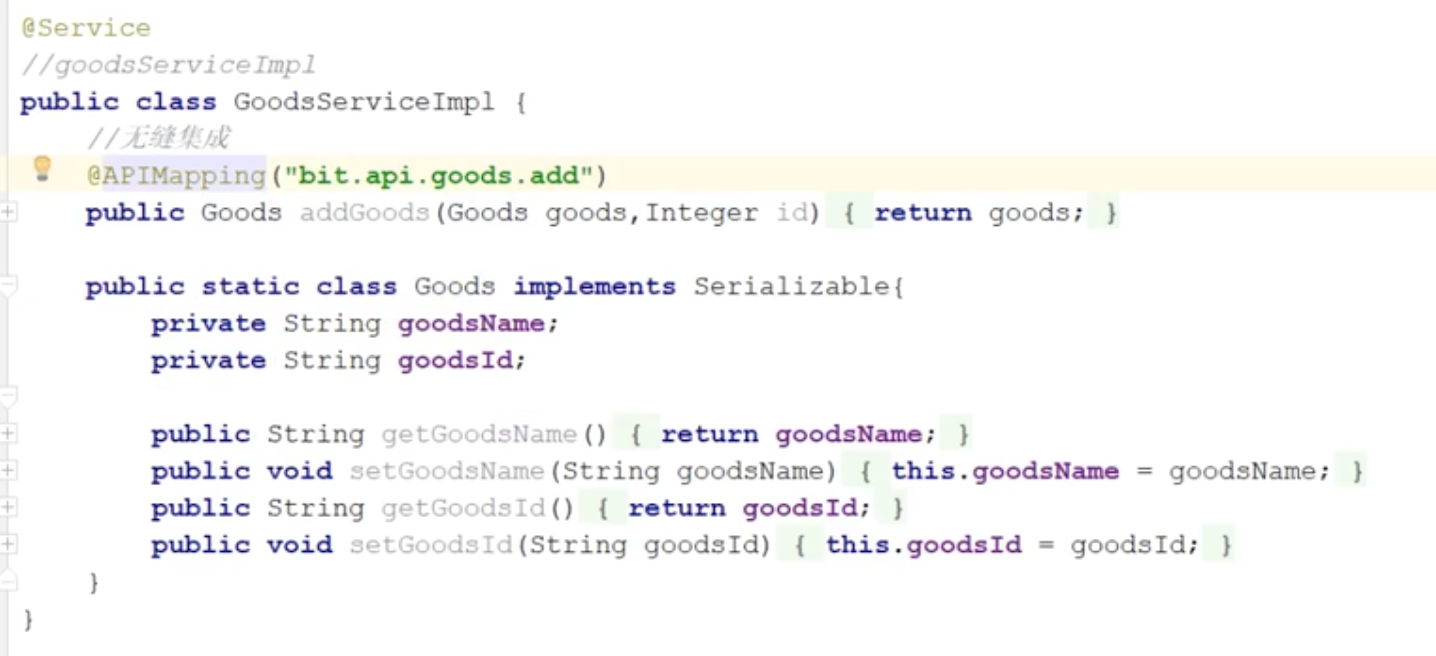 @Service
//goodsServiceImpl
public class GoodsServiceImpl {
//无缝集成
@APIMapping("bit.api.goods.add")
public Goods addGoods(Goods goods,Integer id) { return goods; }
public static class Goods implements Serializable{
private String goodsName;
private String goodsId;
public String getGoodsName() { return goodsName; }
public void setGoodsName(String goodsName) { this.goodsName = goodsName; }
public String getGoodsId() { return goodsId; }
public void setGoodsId(String goodsId) { this.goodsId = goodsId; }
}
}